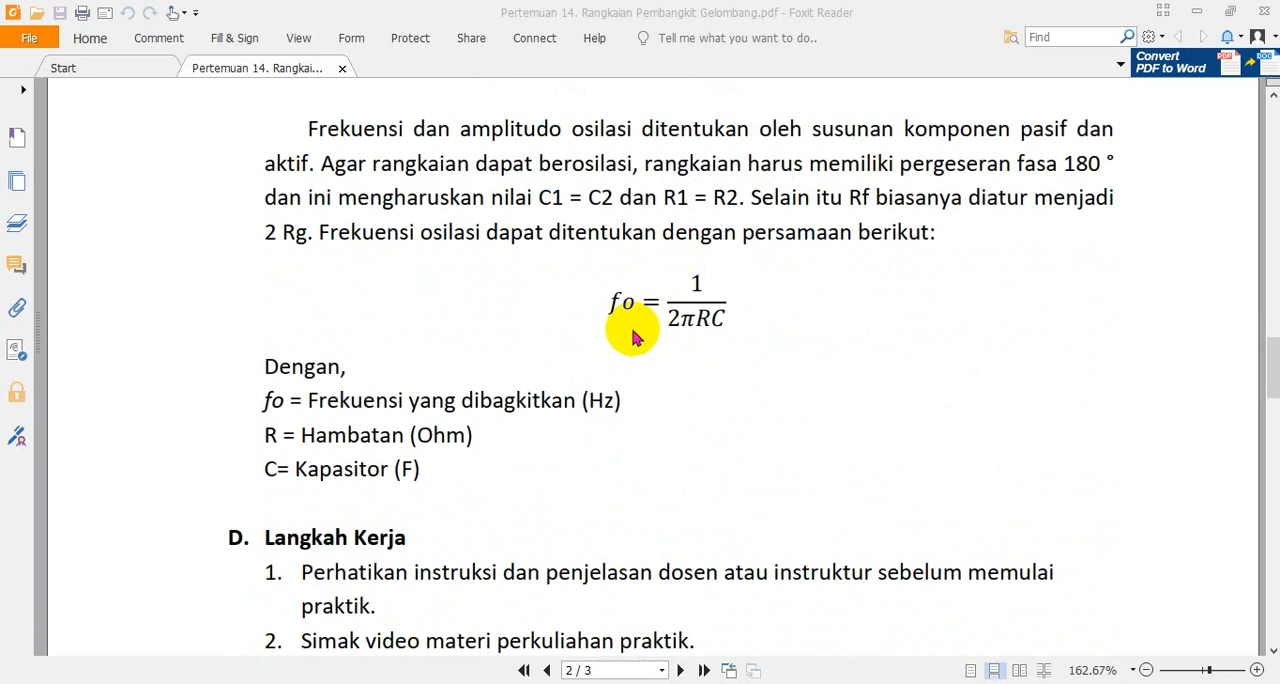 Pertemuan 14. Rangkaian Pembangkit Gelombang.pdf - Foxit Reader
File Home Comment Fill & Sign View Form Protect Share Connect Help Tell me what you want to do.. Find
Start Pertemuan 14. Rangkai... Convert
PDF to Word
Frekuensi dan amplitudo osilasi ditentukan oleh susunan komponen pasif dan
aktif. Agar rangkaian dapat berosilasi, rangkaian harus memiliki pergeseran fasa 180 °
dan ini mengharuskan nilai C1 = C2 dan R1 = R2. Selain itu Rf biasanya diatur menjadi
2 Rg. Frekuensi osilasi dapat ditentukan dengan persamaan berikut:
fo = 1 / 2πRC
Dengan,
fo = Frekuensi yang dibagkitkan (Hz)
R = Hambatan (Ohm)
C= Kapasitor (F)
D. Langkah Kerja
1. Perhatikan instruksi dan penjelasan dosen atau instruktur sebelum memulai
praktik.
2. Simak video materi perkuliahan praktik.
2 / 3 162.67%